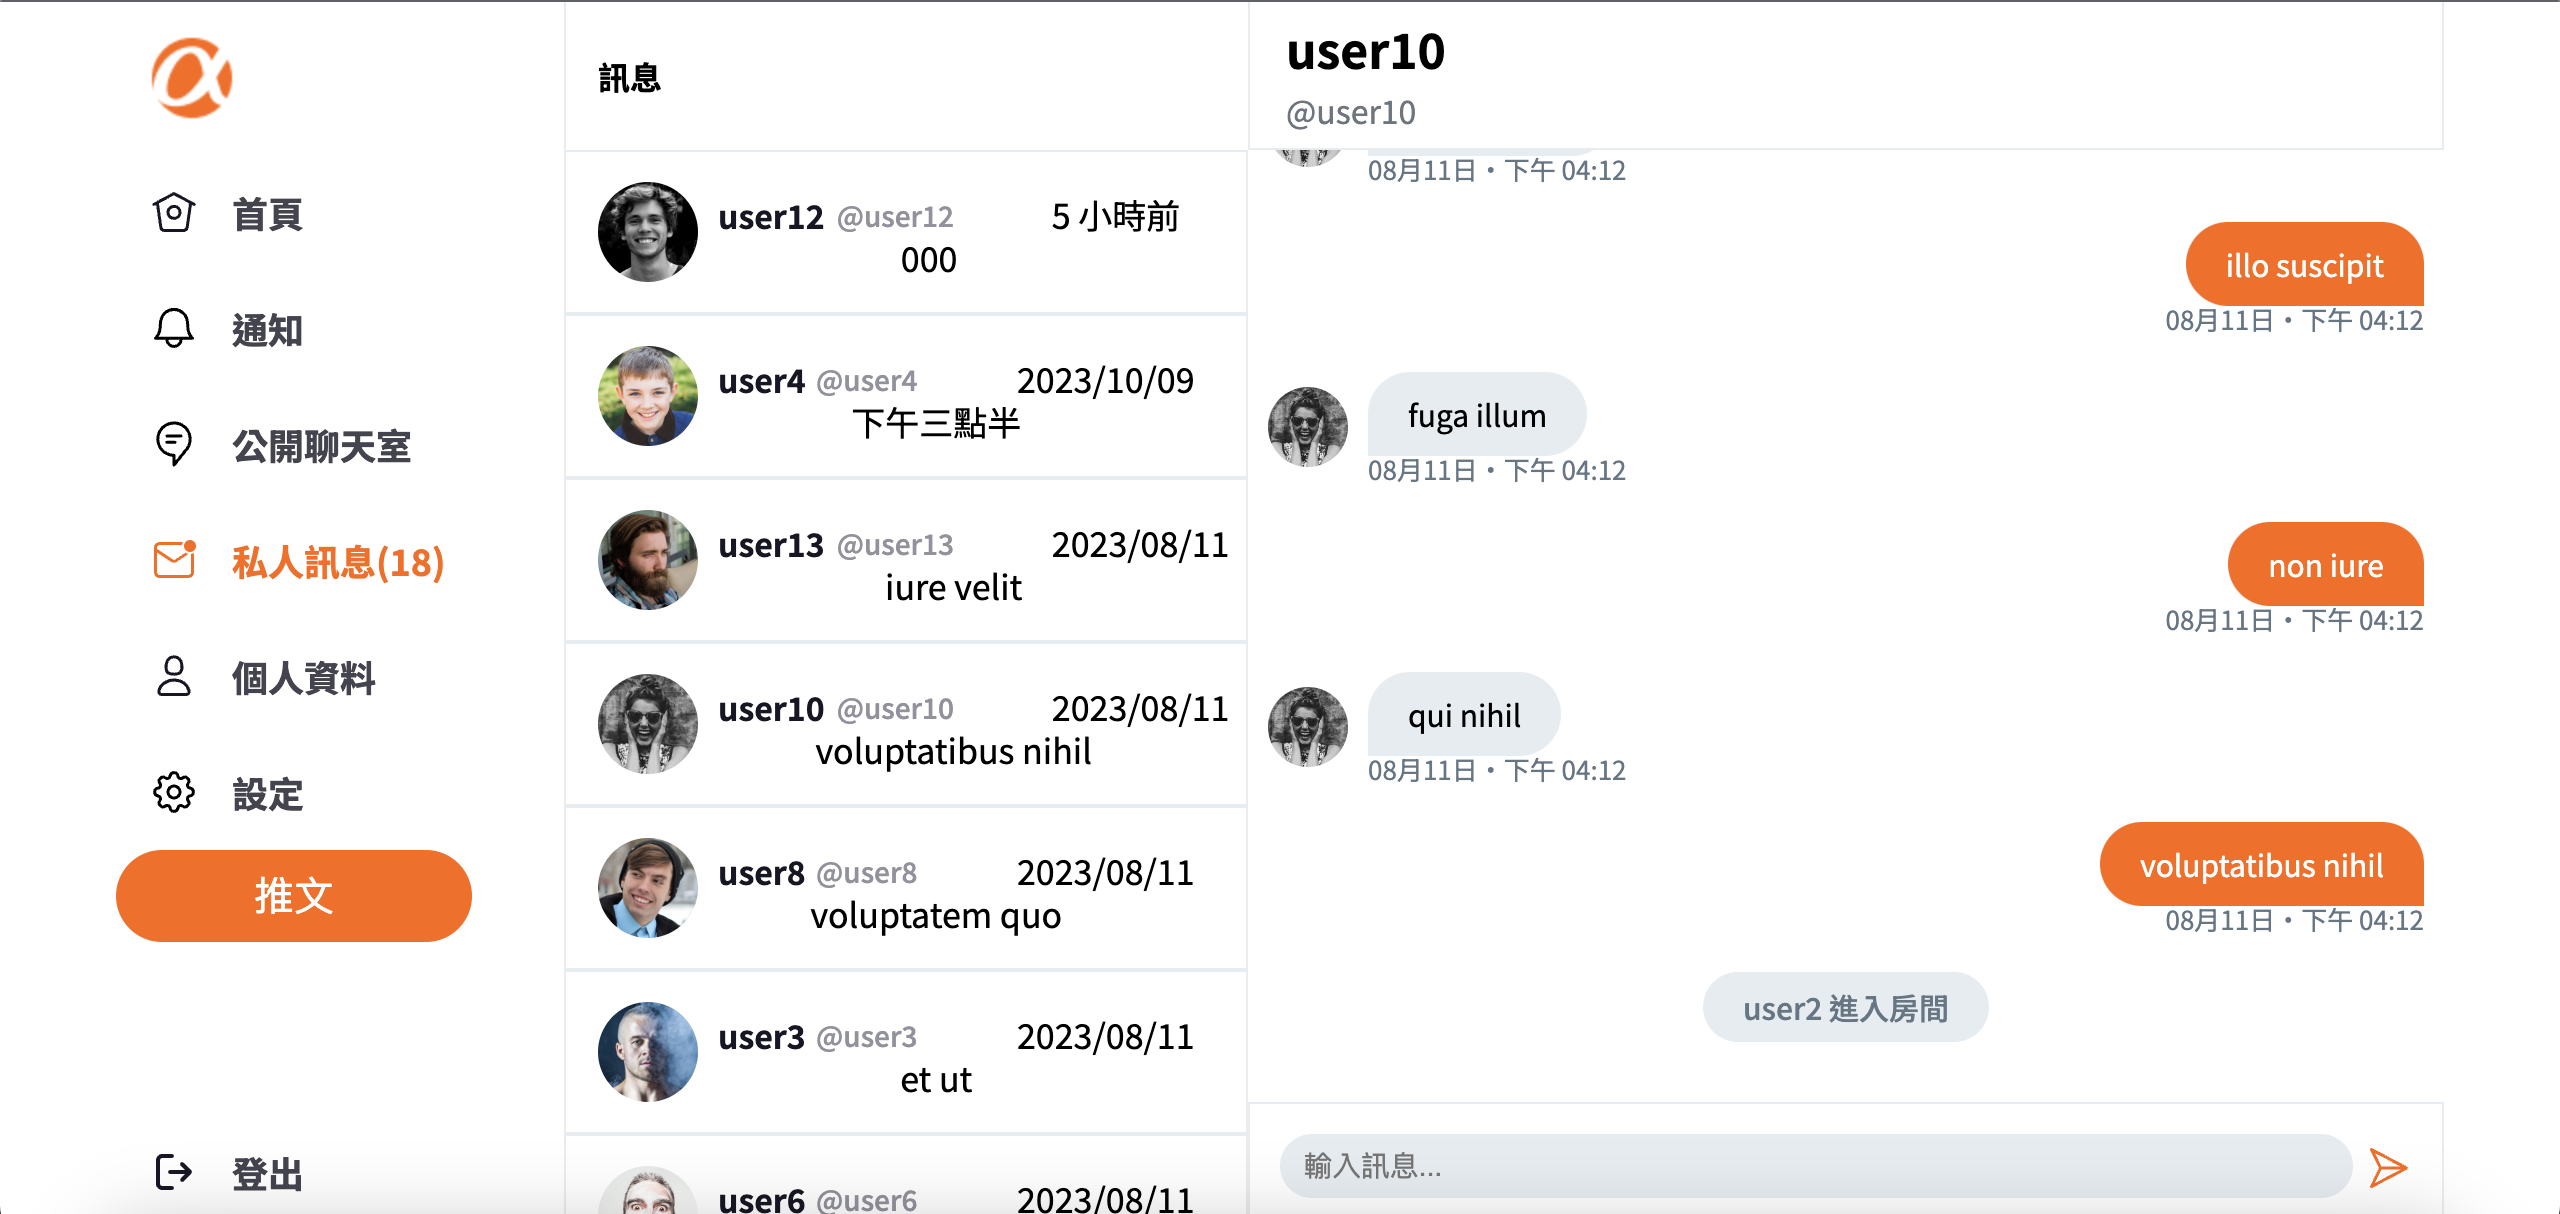 首頁
通知
公開聊天室
私人訊息(18)
個人資料
設定
推文
登出
訊息
user12 @user12 5 小時前
000
user4 @user4 2023/10/09
下午三點半
user13 @user13 2023/08/11
iure velit
user10 @user10 2023/08/11
voluptatibus nihil
user8 @user8 2023/08/11
voluptatem quo
user3 @user3 2023/08/11
et ut
user6 @user6 2023/08/11
user10
@user10
08月11日・下午 04:12
illo suscipit
08月11日・下午 04:12
fuga illum
08月11日・下午 04:12
non iure
08月11日・下午 04:12
qui nihil
08月11日・下午 04:12
voluptatibus nihil
08月11日・下午 04:12
user2 進入房間
輸入訊息...